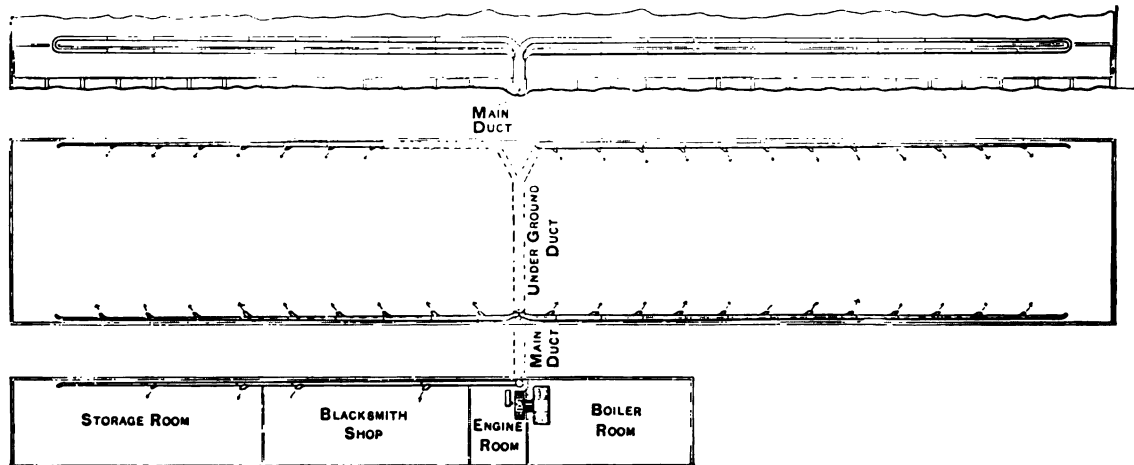 MAIN
DUCT
UNDER GROUND
DUCT
MAIN
DUCT
STORAGE ROOM
BLACKSMITH
SHOP
ENGINE
ROOM
BOILER
ROOM